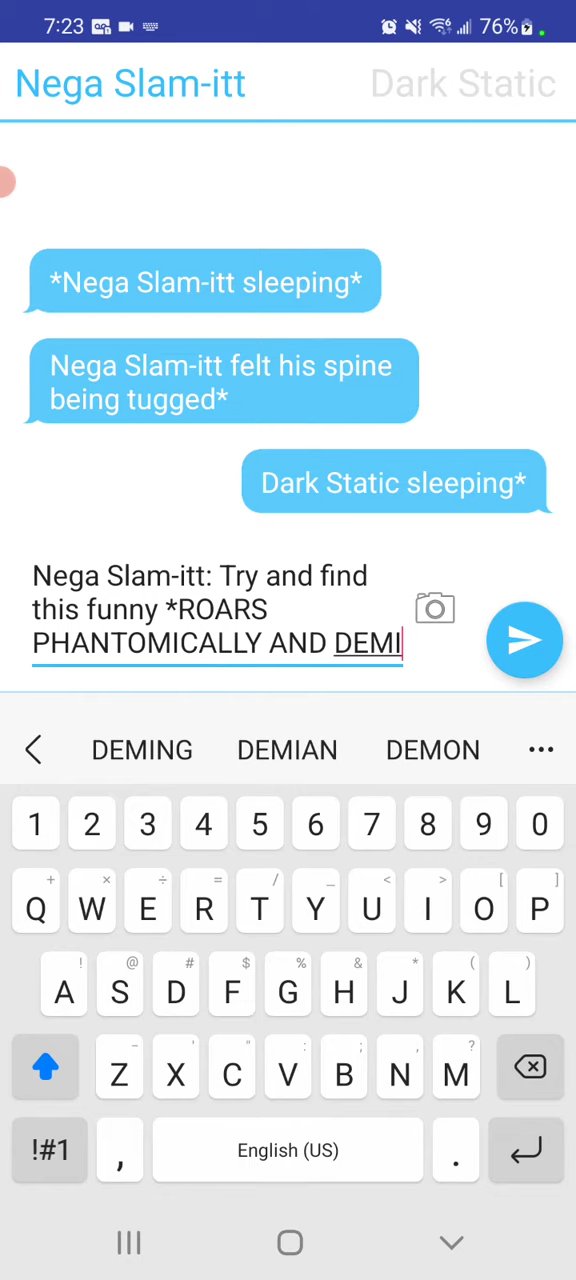 7:23 76%
Nega Slam-itt Dark Static
*Nega Slam-itt sleeping*
Nega Slam-itt felt his spine
being tugged*
Dark Static sleeping*
Nega Slam-itt: Try and find
this funny *ROARS
PHANTOMICALLY AND DEMI
DEMING DEMIAN DEMON •••
1 2 3 4 5 6 7 8 9 0
+ × ÷ = / _ < > [ ]
Q W E R T Y U I O P
! @ # $ % & * ( )
A S D F G H J K L
- ' " : ; , ?
Z X C V B N M
!#1 , English (US) .